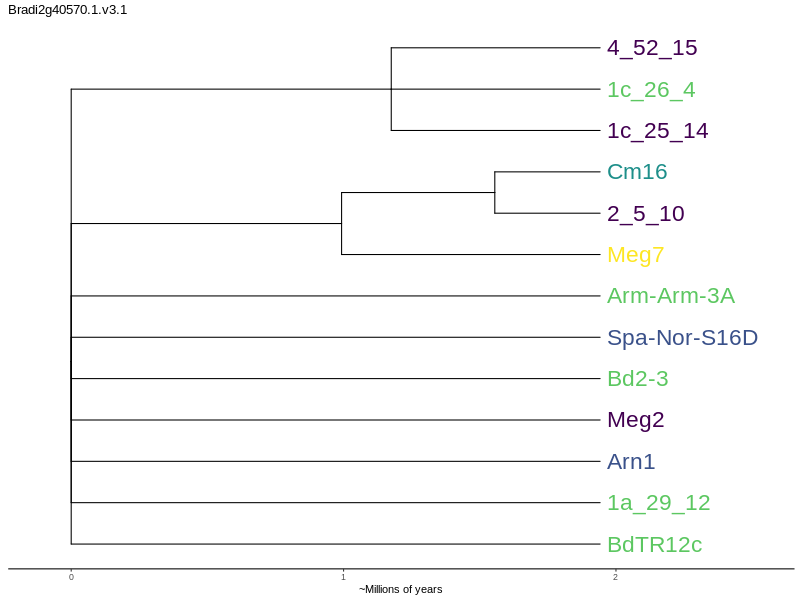 Bradi2g40570.1.v3.1
4_52_15
1c_26_4
1c_25_14
Cm16
2_5_10
Meg7
Arm-Arm-3A
Spa-Nor-S16D
Bd2-3
Meg2
Arn1
1a_29_12
BdTR12c
0 1 2
~Millions of years